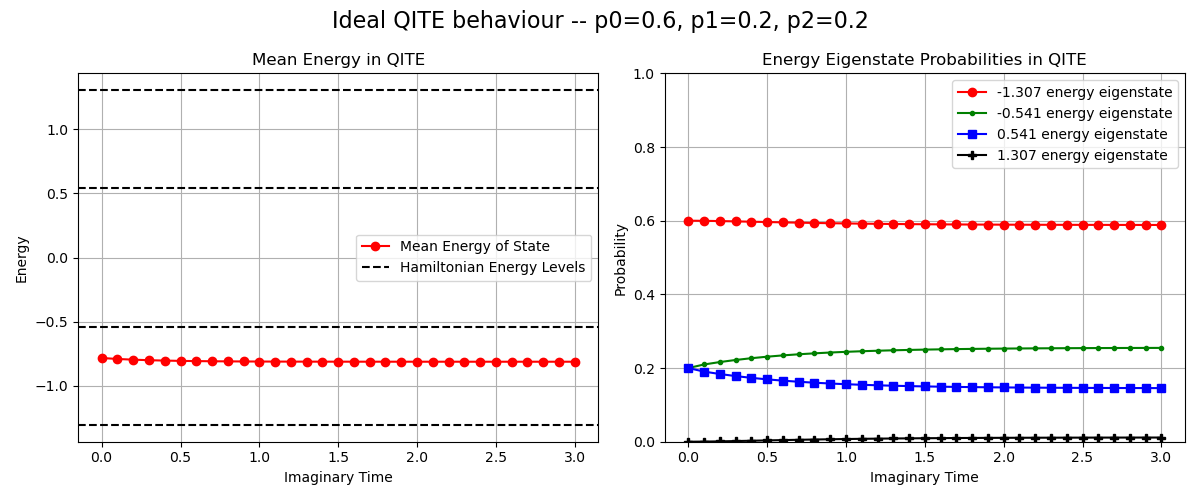 Ideal QITE behaviour -- p0=0.6, p1=0.2, p2=0.2
Mean Energy in QITE
Energy
1.0
0.5
0.0
−0.5
−1.0
Mean Energy of State
Hamiltonian Energy Levels
0.0 0.5 1.0 1.5 2.0 2.5 3.0
Imaginary Time
Energy Eigenstate Probabilities in QITE
Probability
1.0
0.8
0.6
0.4
0.2
0.0
-1.307 energy eigenstate
-0.541 energy eigenstate
0.541 energy eigenstate
1.307 energy eigenstate
0.0 0.5 1.0 1.5 2.0 2.5 3.0
Imaginary Time